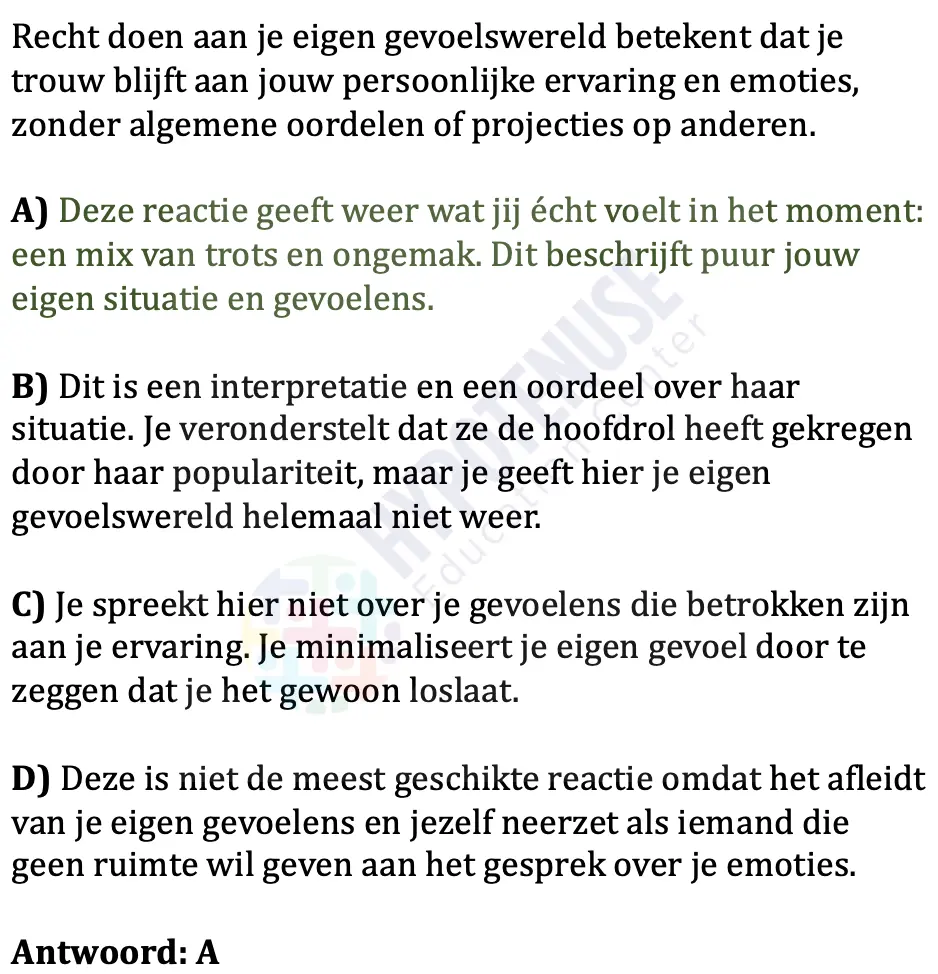 Recht doen aan je eigen gevoelswereld betekent dat je
trouw blijft aan jouw persoonlijke ervaring en emoties,
zonder algemene oordelen of projecties op anderen.
A) Deze reactie geeft weer wat jij écht voelt in het moment:
een mix van trots en ongemak. Dit beschrijft puur jouw
eigen situatie en gevoelens.
B) Dit is een interpretatie en een oordeel over haar
situatie. Je veronderstelt dat ze de hoofdrol heeft gekregen
door haar populariteit, maar je geeft hier je eigen
gevoelswereld helemaal niet weer.
C) Je spreekt hier niet over je gevoelens die betrokken zijn
aan je ervaring. Je minimaliseert je eigen gevoel door te
zeggen dat je het gewoon loslaat.
D) Deze is niet de meest geschikte reactie omdat het afleidt
van je eigen gevoelens en jezelf neerzet als iemand die
geen ruimte wil geven aan het gesprek over je emoties.
Antwoord: A
HYPOTENUSE
Education Center